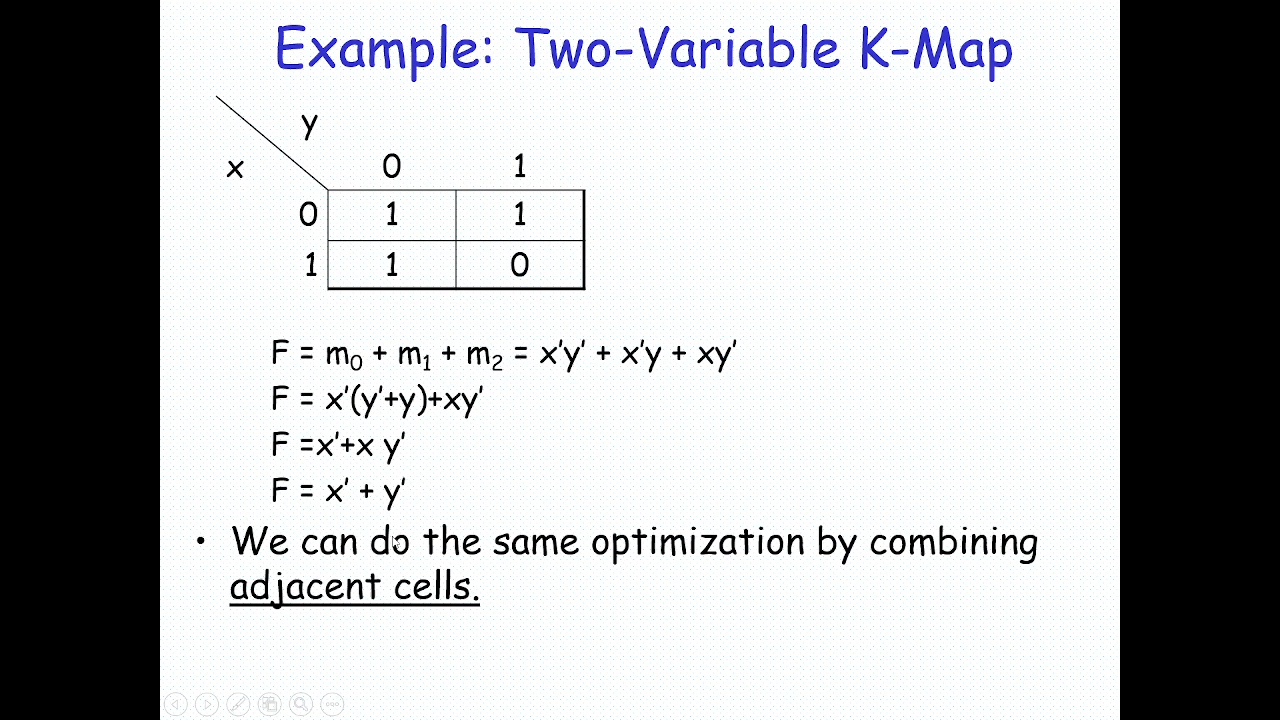 Example: Two-Variable K-Map
y
x 0 1
0 1 1
1 1 0
F = m₀ + m₁ + m₂ = x'y' + x'y + xy'
F = x'(y'+y)+xy'
F =x'+x y'
F = x' + y'
• We can do the same optimization by combining
adjacent cells.